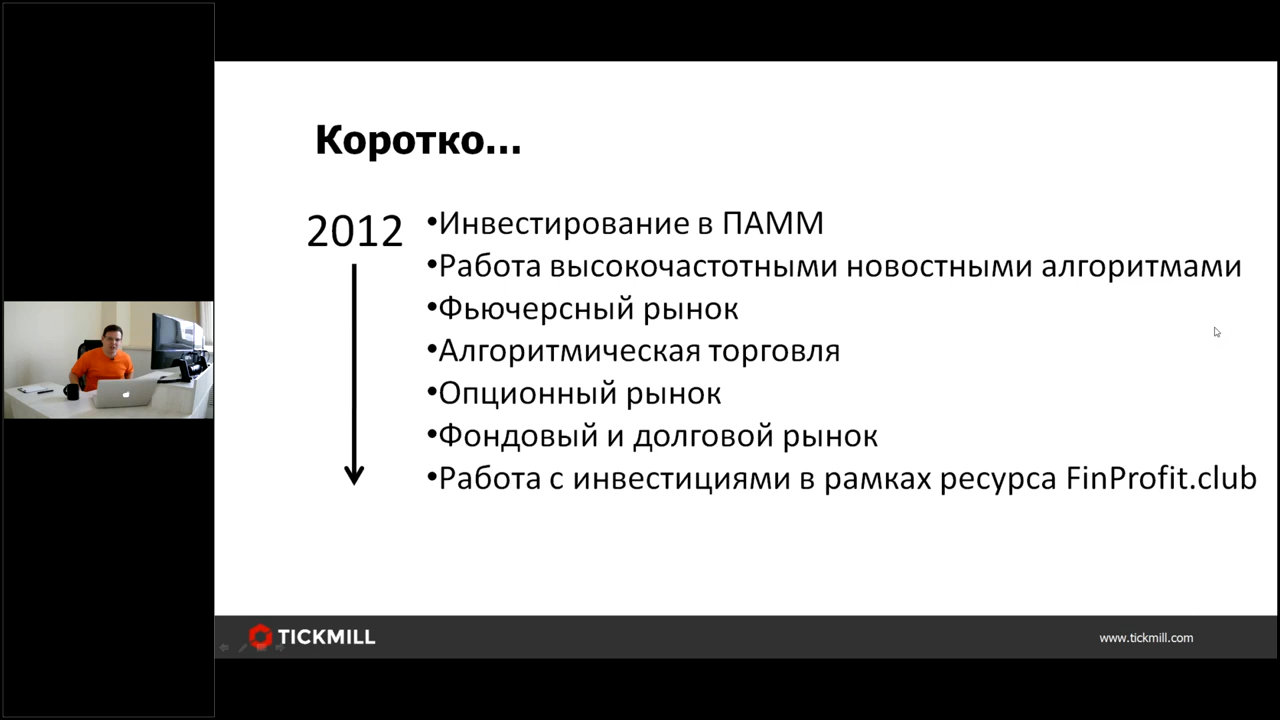 Коротко...
2012
•Инвестирование в ПАММ
•Работа высокочастотными новостными алгоритмами
•Фьючерсный рынок
•Алгоритмическая торговля
•Опционный рынок
•Фондовый и долговой рынок
•Работа с инвестициями в рамках ресурса FinProfit.club
TICKMILL
www.tickmill.com